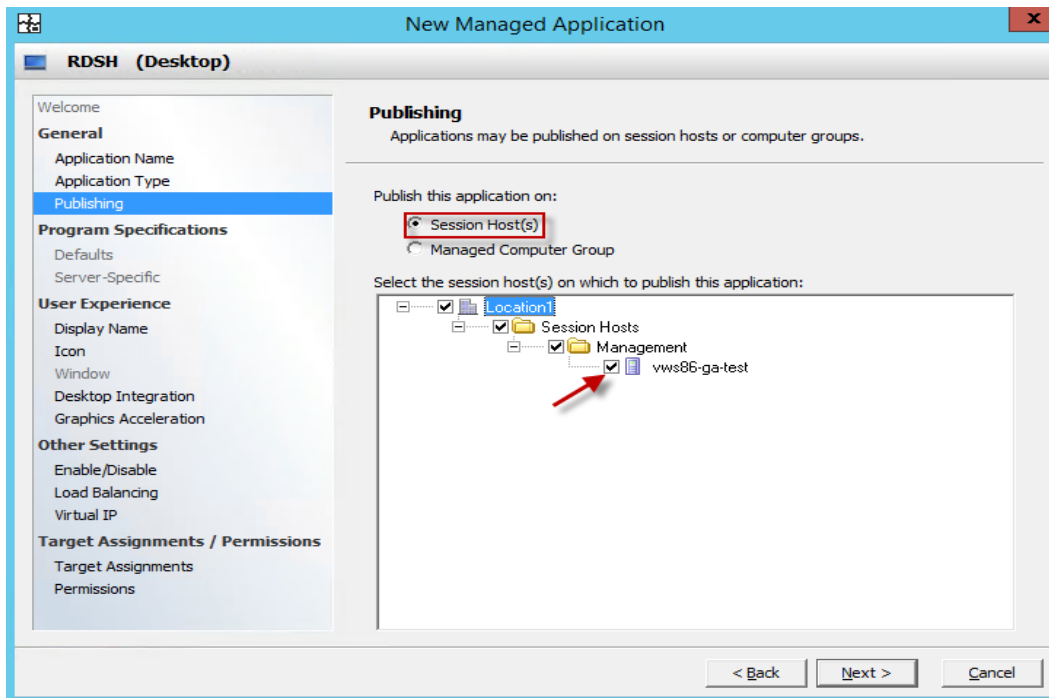 New Managed Application
x
RDSH (Desktop)
Welcome
General
Application Name
Application Type
Publishing
Program Specifications
Defaults
Server-Specific
User Experience
Display Name
Icon
Window
Desktop Integration
Graphics Acceleration
Other Settings
Enable/Disable
Load Balancing
Virtual IP
Target Assignments / Permissions
Target Assignments
Permissions
Publishing
Applications may be published on session hosts or computer groups.
Publish this application on:
Session Host(s)
Managed Computer Group
Select the session host(s) on which to publish this application:
Location1
Session Hosts
Management
vws86-ga-test
< Back
Next >
Cancel